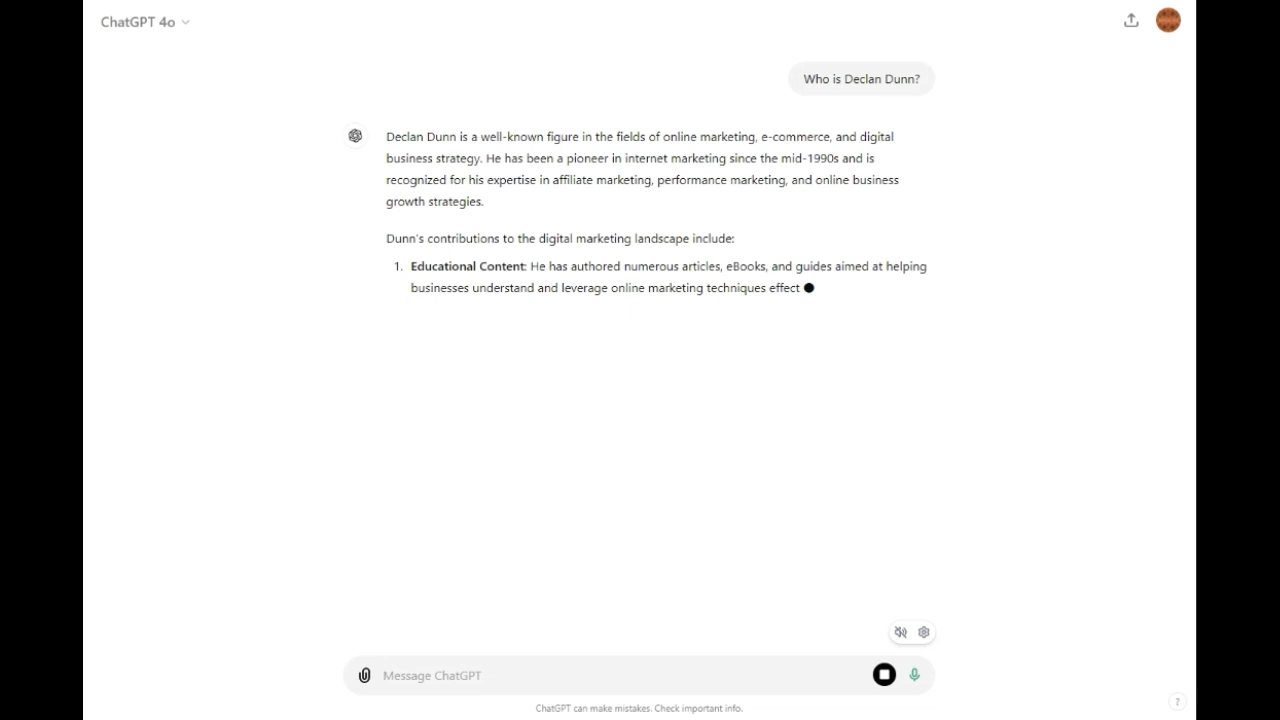 ChatGPT 4o
Who is Declan Dunn?
Declan Dunn is a well-known figure in the fields of online marketing, e-commerce, and digital
business strategy. He has been a pioneer in internet marketing since the mid-1990s and is
recognized for his expertise in affiliate marketing, performance marketing, and online business
growth strategies.
Dunn's contributions to the digital marketing landscape include:
1. Educational Content: He has authored numerous articles, eBooks, and guides aimed at helping
businesses understand and leverage online marketing techniques effect
Message ChatGPT
ChatGPT can make mistakes. Check important info.
?